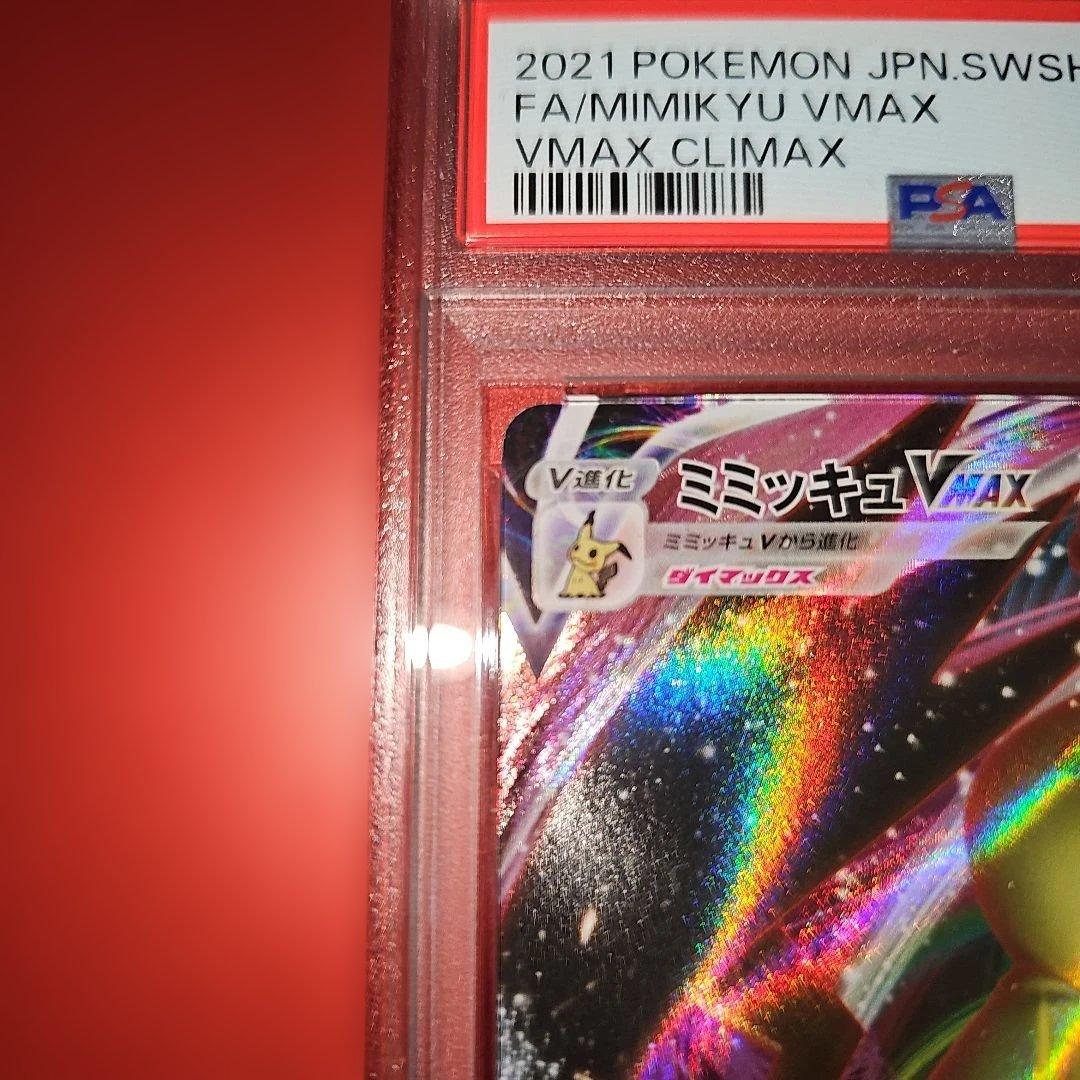 2021 POKEMON JPN.SWSH
FA/MIMIKYU VMAX
VMAX CLIMAX
PSA
V進化
ミミッキュVMAX
ミミッキュVから進化
ダイマックス